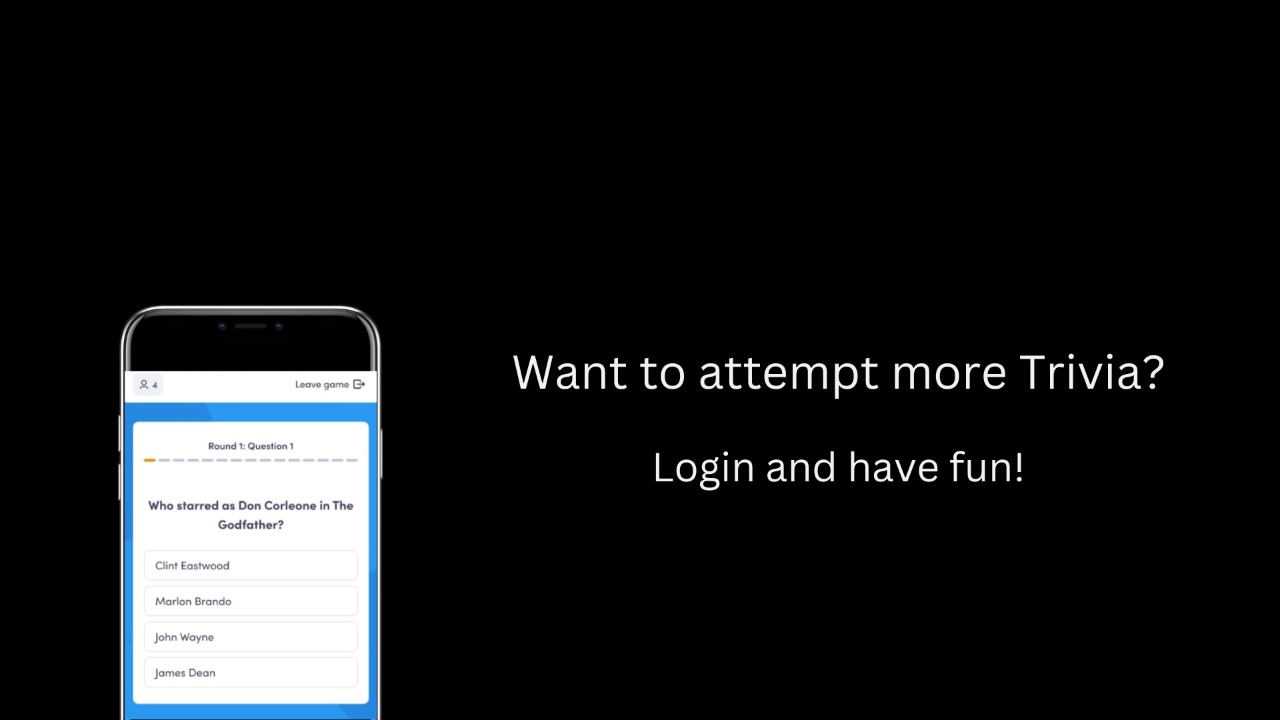 4 Leave game
Round 1: Question 1
Who starred as Don Corleone in The
Godfather?
Clint Eastwood
Marlon Brando
John Wayne
James Dean
Want to attempt more Trivia?
Login and have fun!